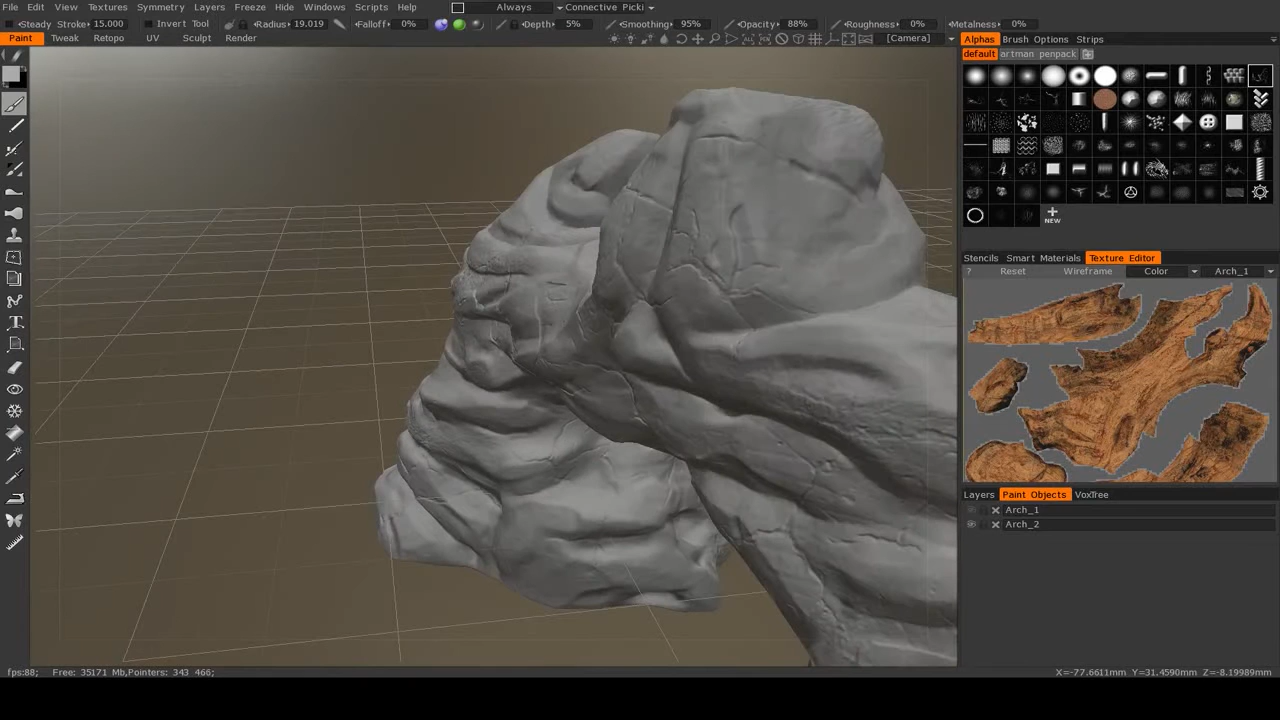 File Edit View Textures Symmetry Layers Freeze Hide Windows Scripts Help Always Connective Picki
Steady Stroke 15.000 Invert Tool Radius 19.019 Falloff 0% Depth 5% Smoothing 95% Opacity 88% Roughness 0% Metalness 0%
Paint Tweak Retopo UV Sculpt Render [Camera] Alphas Brush Options Strips
default artman penpack
NEW
Stencils Smart Materials Texture Editor
? Reset Wireframe Color Arch_1
Layers Paint Objects VoxTree
Arch_1
Arch_2
fps:88; Free: 35171 Mb,Pointers: 343 466; X=-77.6611mm Y=31.4590mm Z=-8.19989mm